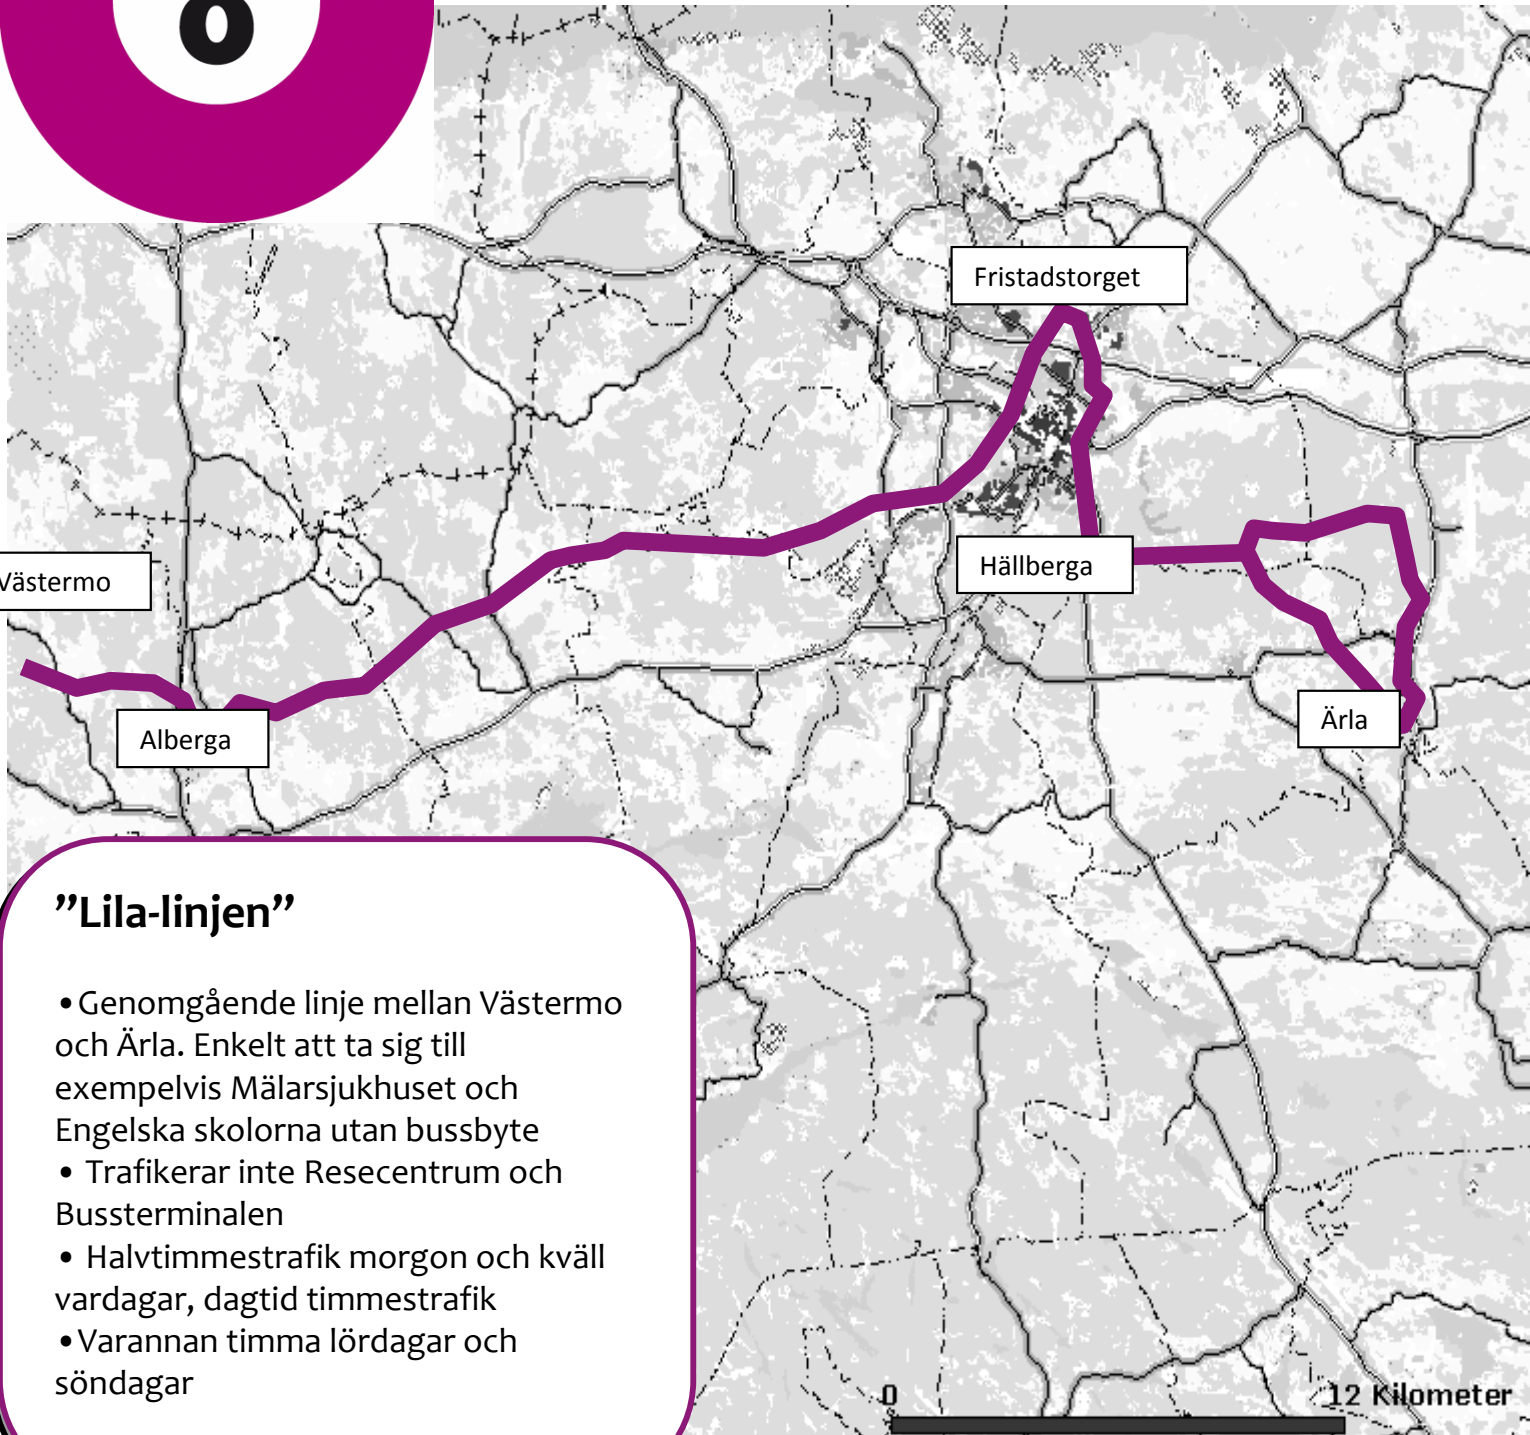 Fristadstorget
Hällberga
Västermo
Ärla
Alberga
”Lila-linjen”
•Genomgående linje mellan Västermo
och Ärla. Enkelt att ta sig till
exempelvis Mälarsjukhuset och
Engelska skolorna utan bussbyte
• Trafikerar inte Resecentrum och
Bussterminalen
• Halvtimmestrafik morgon och kväll
vardagar, dagtid timmestrafik
•Varannan timma lördagar och
söndagar
0 12 Kilometer